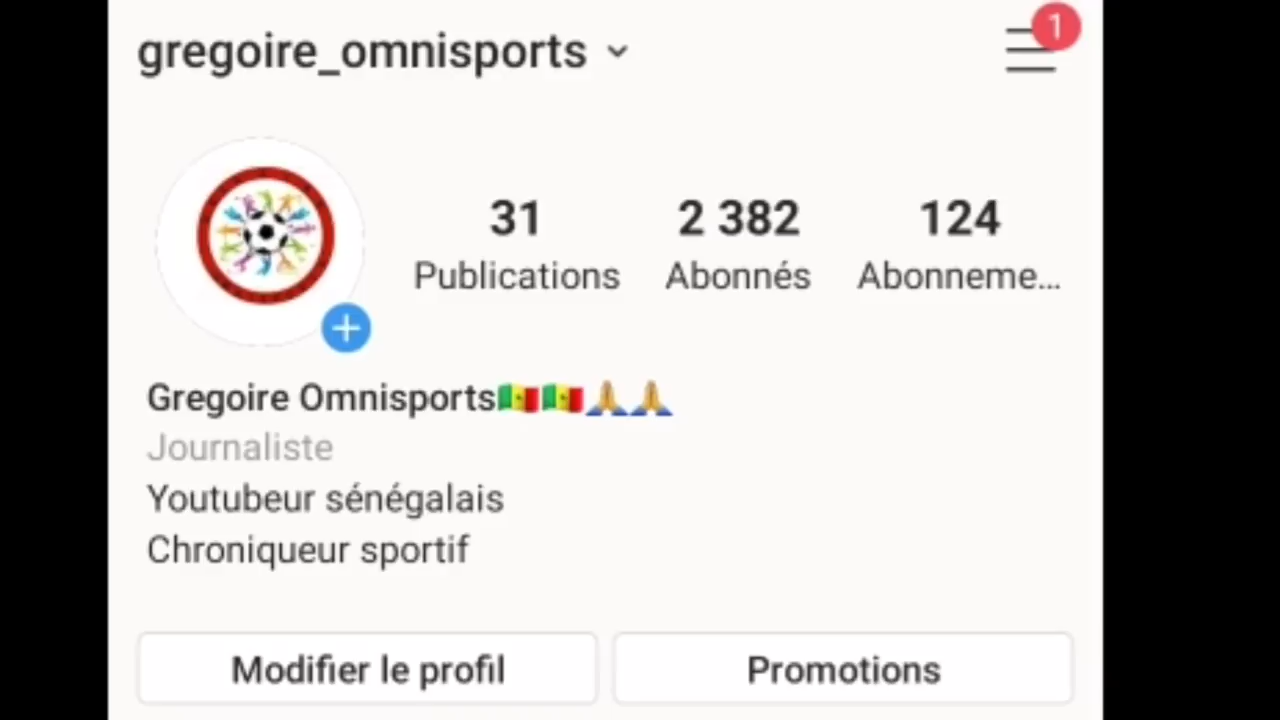 gregoire_omnisports
1
31 2 382 124
Publications Abonnés Abonneme...
Gregoire Omnisports🇸🇳🇸🇳🙏🙏
Journaliste
Youtubeur sénégalais
Chroniqueur sportif
Modifier le profil Promotions